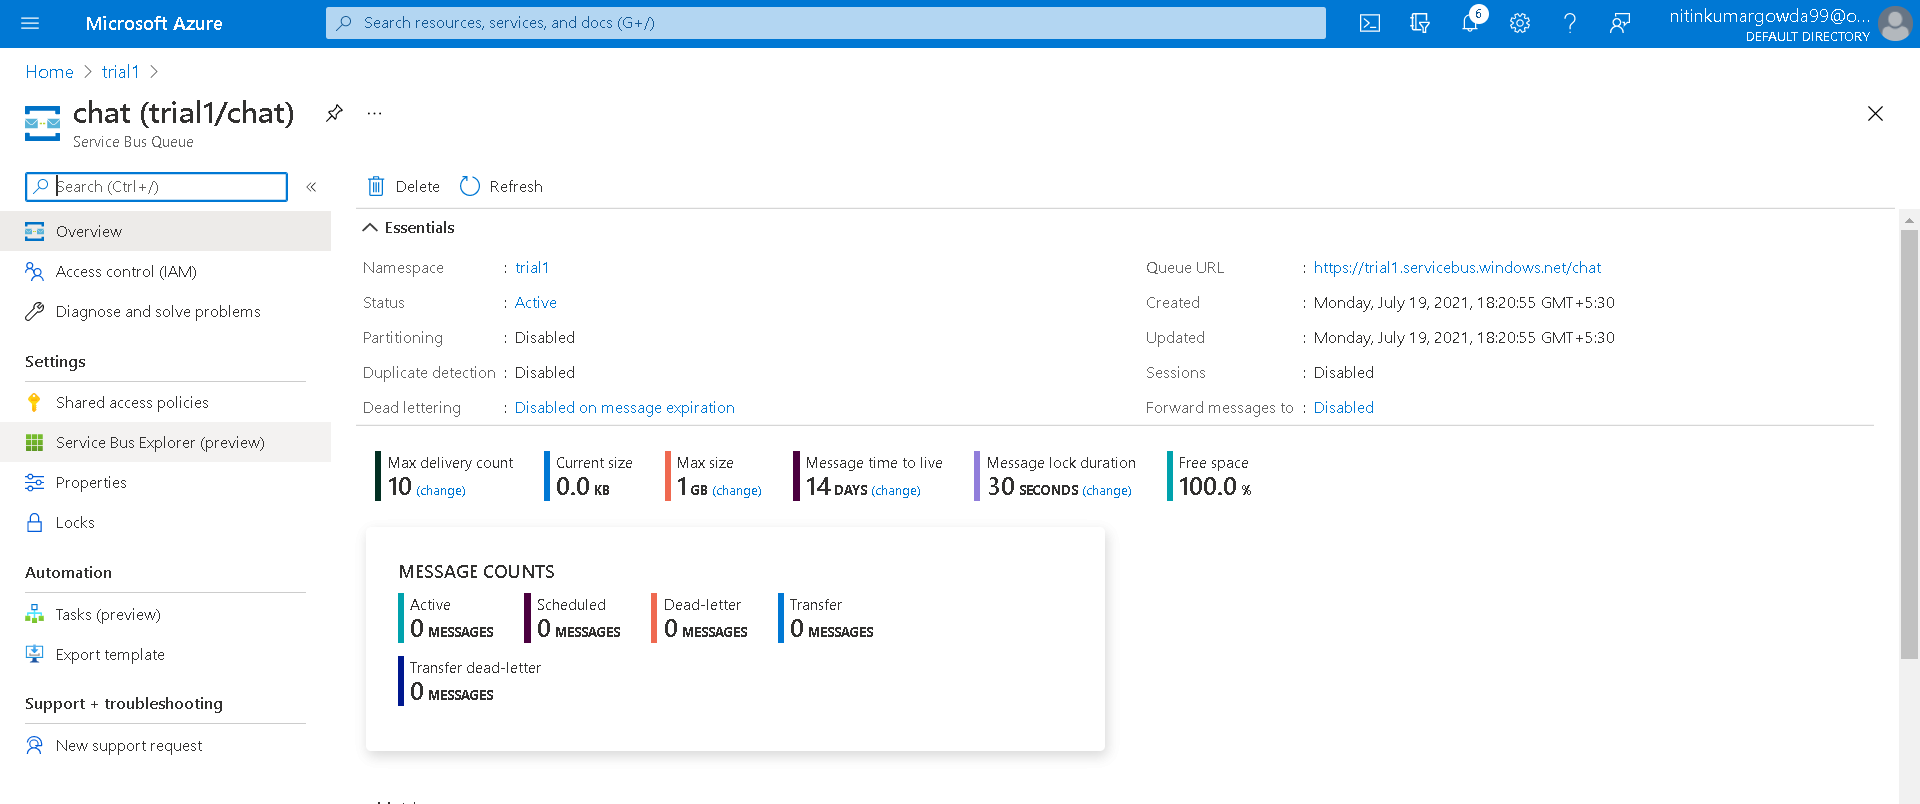 Microsoft Azure
Search resources, services, and docs (G+/)
6
nitinkumargowda99@o...
DEFAULT DIRECTORY
Home > trial1 >
chat (trial1/chat)
...
Service Bus Queue
Search (Ctrl+/)
«
Delete
Refresh
Overview
Access control (IAM)
Diagnose and solve problems
Settings
Shared access policies
Service Bus Explorer (preview)
Properties
Locks
Automation
Tasks (preview)
Export template
Support + troubleshooting
New support request
Essentials
Namespace : trial1
Status : Active
Partitioning : Disabled
Duplicate detection : Disabled
Dead lettering : Disabled on message expiration
Queue URL : https://trial1.servicebus.windows.net/chat
Created : Monday, July 19, 2021, 18:20:55 GMT+5:30
Updated : Monday, July 19, 2021, 18:20:55 GMT+5:30
Sessions : Disabled
Forward messages to : Disabled
Max delivery count
10 (change)
Current size
0.0 KB
Max size
1 GB (change)
Message time to live
14 DAYS (change)
Message lock duration
30 SECONDS (change)
Free space
100.0 %
MESSAGE COUNTS
Active
0 MESSAGES
Scheduled
0 MESSAGES
Dead-letter
0 MESSAGES
Transfer
0 MESSAGES
Transfer dead-letter
0 MESSAGES